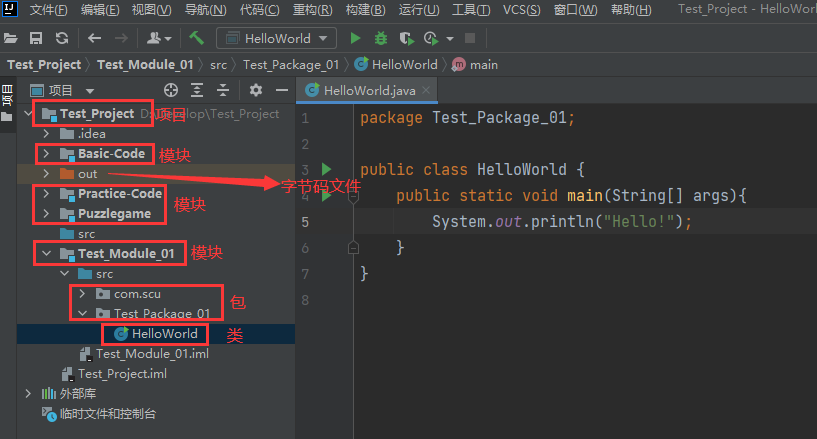 文件(F) 编辑(E) 视图(V) 导航(N) 代码(C) 重构(R) 构建(B) 运行(U) 工具(T) VCS(S) 窗口(W) 帮助(H) Test_Project - HelloWorl
HelloWorld
Test_Project Test_Module_01 src Test_Package_01 HelloWorld main
项目
项目
HelloWorld.java
Test_Project D:\Develop\Test_Project 项目
.idea
Basic-Code 模块
out 字节码文件
Practice-Code
Puzzlegame 模块
src
Test_Module_01 模块
src
com.scu
Test_Package_01 包
HelloWorld 类
Test_Module_01.iml
Test_Project.iml
外部库
临时文件和控制台
1 package Test_Package_01;
2
3 public class HelloWorld {
4 public static void main(String[] args){
5 System.out.println("Hello!");
6 }
7 }
8